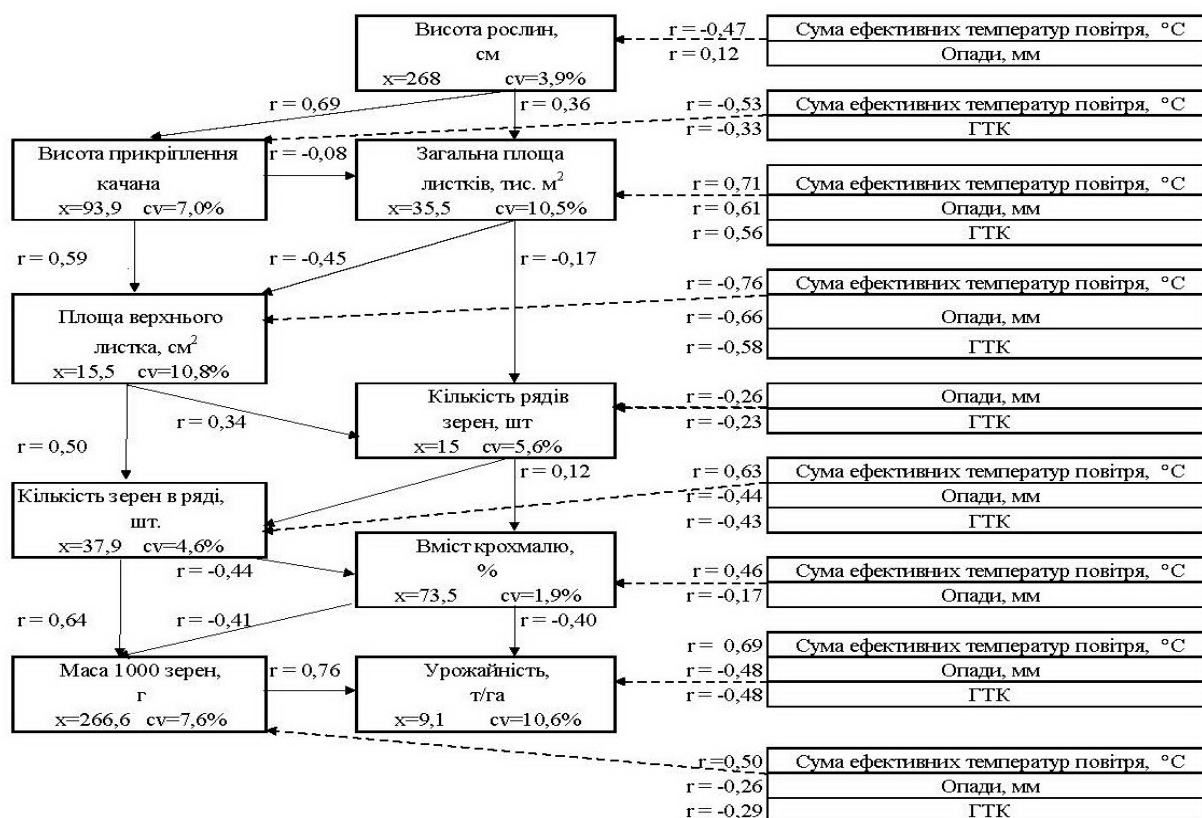 Висота рослин,
см
x=268 cv=3,9%
r = -0,47
Сума ефективних температур повітря, °С
r = 0,12
Опади, мм
r = 0,69
r = 0,36
r = -0,53
Сума ефективних температур повітря, °С
r = -0,33
ГТК
Висота прикріплення
качана
x=93,9 cv=7,0%
r = -0,08
Загальна площа
листків, тис. м²
x=35,5 cv=10,5%
r = 0,71
Сума ефективних температур повітря, °С
r = 0,61
Опади, мм
r = 0,56
ГТК
r = 0,59
r = -0,45
r = -0,17
Площа верхнього
листка, см²
x=15,5 cv=10,8%
r = -0,76
Сума ефективних температур повітря, °С
r = -0,66
Опади, мм
r = -0,58
ГТК
r = 0,34
r = 0,50
Кількість рядів
зерен, шт
x=15 cv=5,6%
r = -0,26
Опади, мм
r = -0,23
ГТК
r = 0,12
Кількість зерен в ряді,
шт.
x=37,9 cv=4,6%
r = 0,63
Сума ефективних температур повітря, °С
r = -0,44
Опади, мм
r = -0,43
ГТК
r = -0,44
Вміст крохмалю,
%
x=73,5 cv=1,9%
r = 0,46
Сума ефективних температур повітря, °С
r = -0,17
Опади, мм
r = 0,64
r = -0,41
r = -0,40
Маса 1000 зерен,
г
x=266,6 cv=7,6%
r = 0,76
Урожайність,
т/га
x=9,1 cv=10,6%
r = 0,69
Сума ефективних температур повітря, °С
r = -0,48
Опади, мм
r = -0,48
ГТК
r =0,50
Сума ефективних температур повітря, °С
r = -0,26
Опади, мм
r = -0,29
ГТК